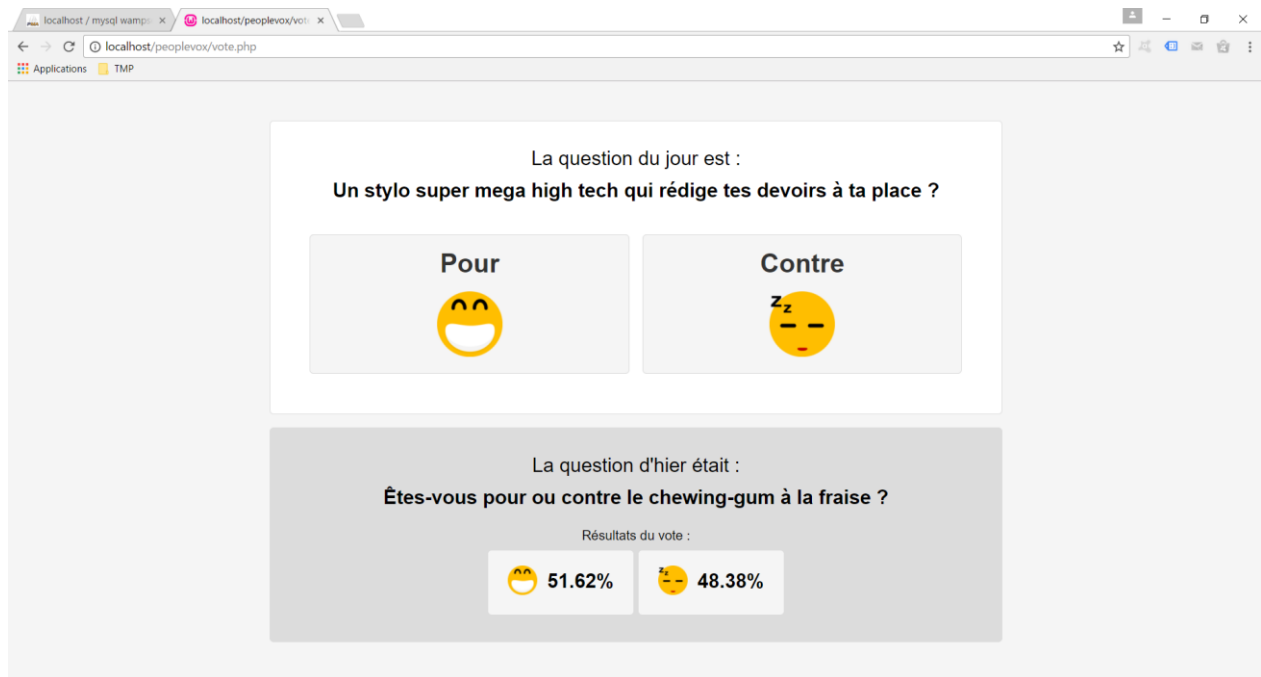 localhost / mysql wampse
localhost/peoplevox/vote
localhost/peoplevox/vote.php
Applications
TMP
La question du jour est :
Un stylo super mega high tech qui rédige tes devoirs à ta place ?
Pour
Contre
z z
La question d'hier était :
Êtes-vous pour ou contre le chewing-gum à la fraise ?
Résultats du vote :
51.62%
z z
48.38%